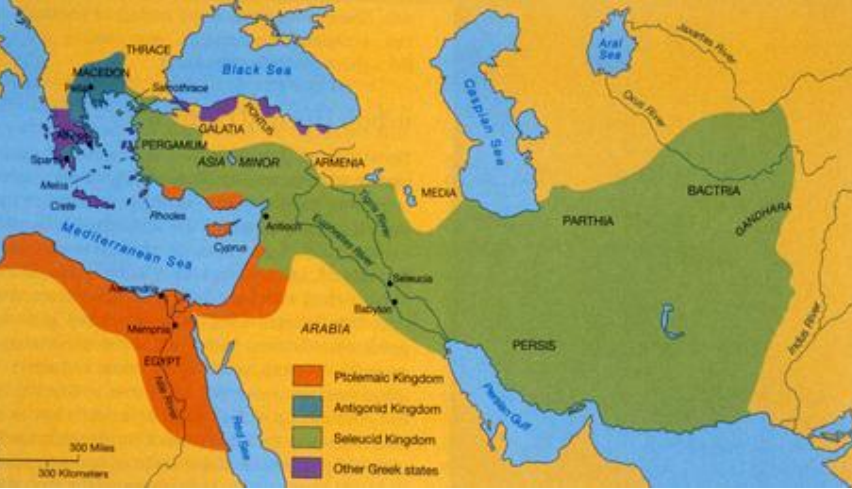 THRACE
MACEDON
Pella
Samothrace
Black Sea
Aral
Sea
Jaxartes River
Oxus River
Caspian Sea
GALATIA
PONTUS
PERGAMUM
ASIA MINOR
ARMENIA
MEDIA
Athens
Sparta
Melos
Crete
Rhodes
Cyprus
Antioch
Tigris River
Euphrates River
PARTHIA
BACTRIA
GANDHARA
Mediterranean Sea
Seleucia
Babylon
Alexandria
Memphis
EGYPT
Nile River
ARABIA
PERSIS
Indus River
Persian Gulf
Red Sea
Ptolemaic Kingdom
Antigonid Kingdom
Seleucid Kingdom
Other Greek states
300 Miles
300 Kilometers